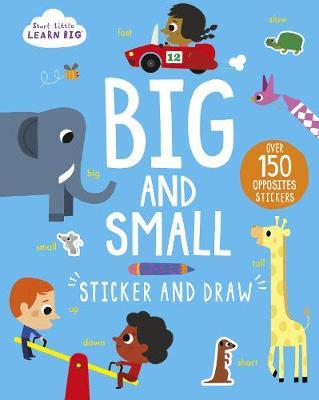 Start Little
LEARN BIG
fast
slow
12
BIG
AND
SMALL
OVER
150
OPPOSITES
STICKERS
big
small
tall
STICKER AND DRAW
up
down
short